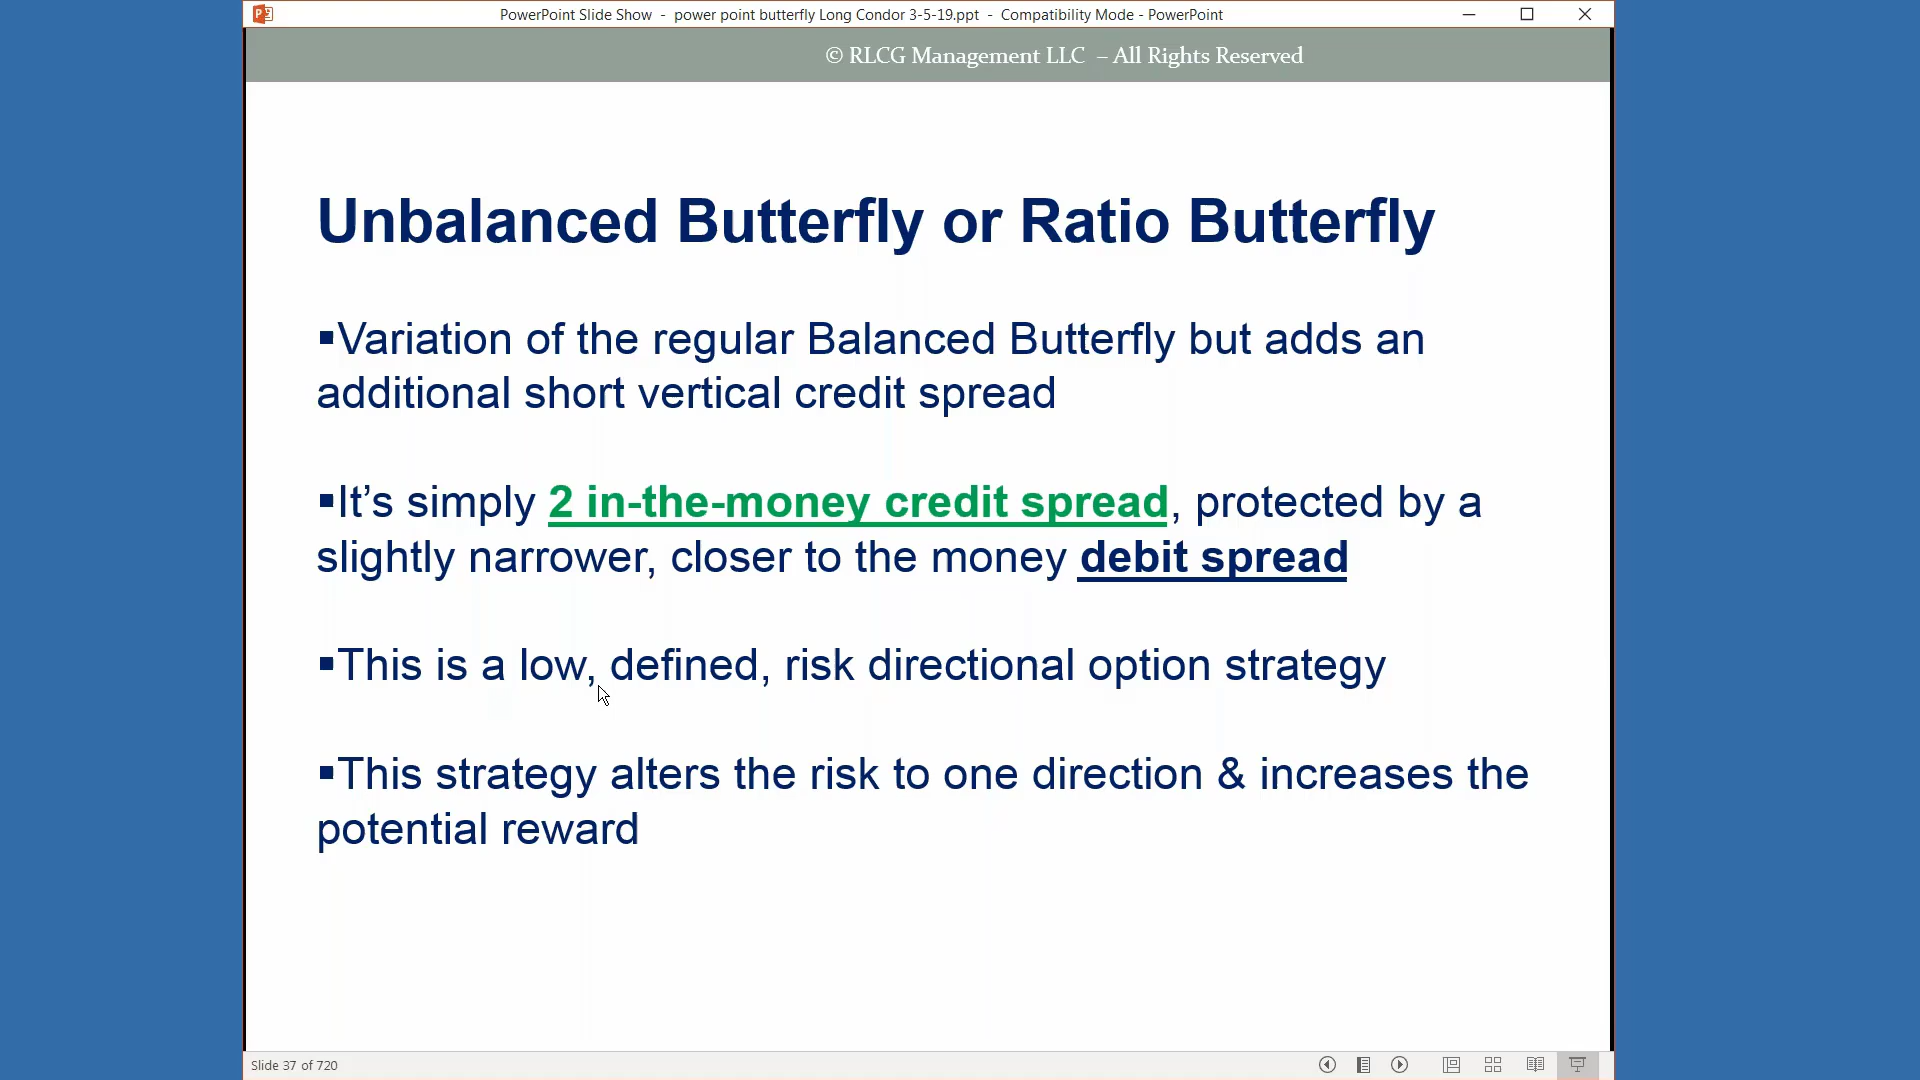 PowerPoint Slide Show - power point butterfly Long Condor 3-5-19.ppt - Compatibility Mode - PowerPoint
© RLCG Management LLC – All Rights Reserved
Unbalanced Butterfly or Ratio Butterfly
▪Variation of the regular Balanced Butterfly but adds an
additional short vertical credit spread
▪It’s simply 2 in-the-money credit spread, protected by a
slightly narrower, closer to the money debit spread
▪This is a low, defined, risk directional option strategy
▪This strategy alters the risk to one direction & increases the
potential reward
Slide 37 of 720